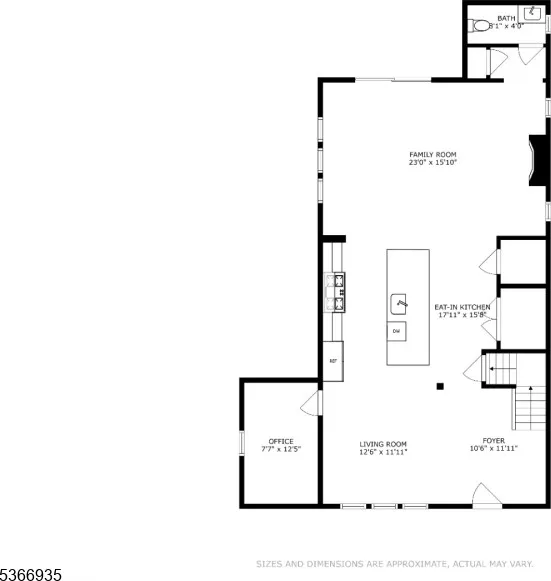 BATH
8'1" x 4'0"
FAMILY ROOM
23'0" x 15'10"
EAT-IN KITCHEN
17'11" x 15'8"
DW
REF
OFFICE
7'7" x 12'5"
LIVING ROOM
12'6" x 11'11"
FOYER
10'6" x 11'11"
SIZES AND DIMENSIONS ARE APPROXIMATE, ACTUAL MAY VARY.
5366935